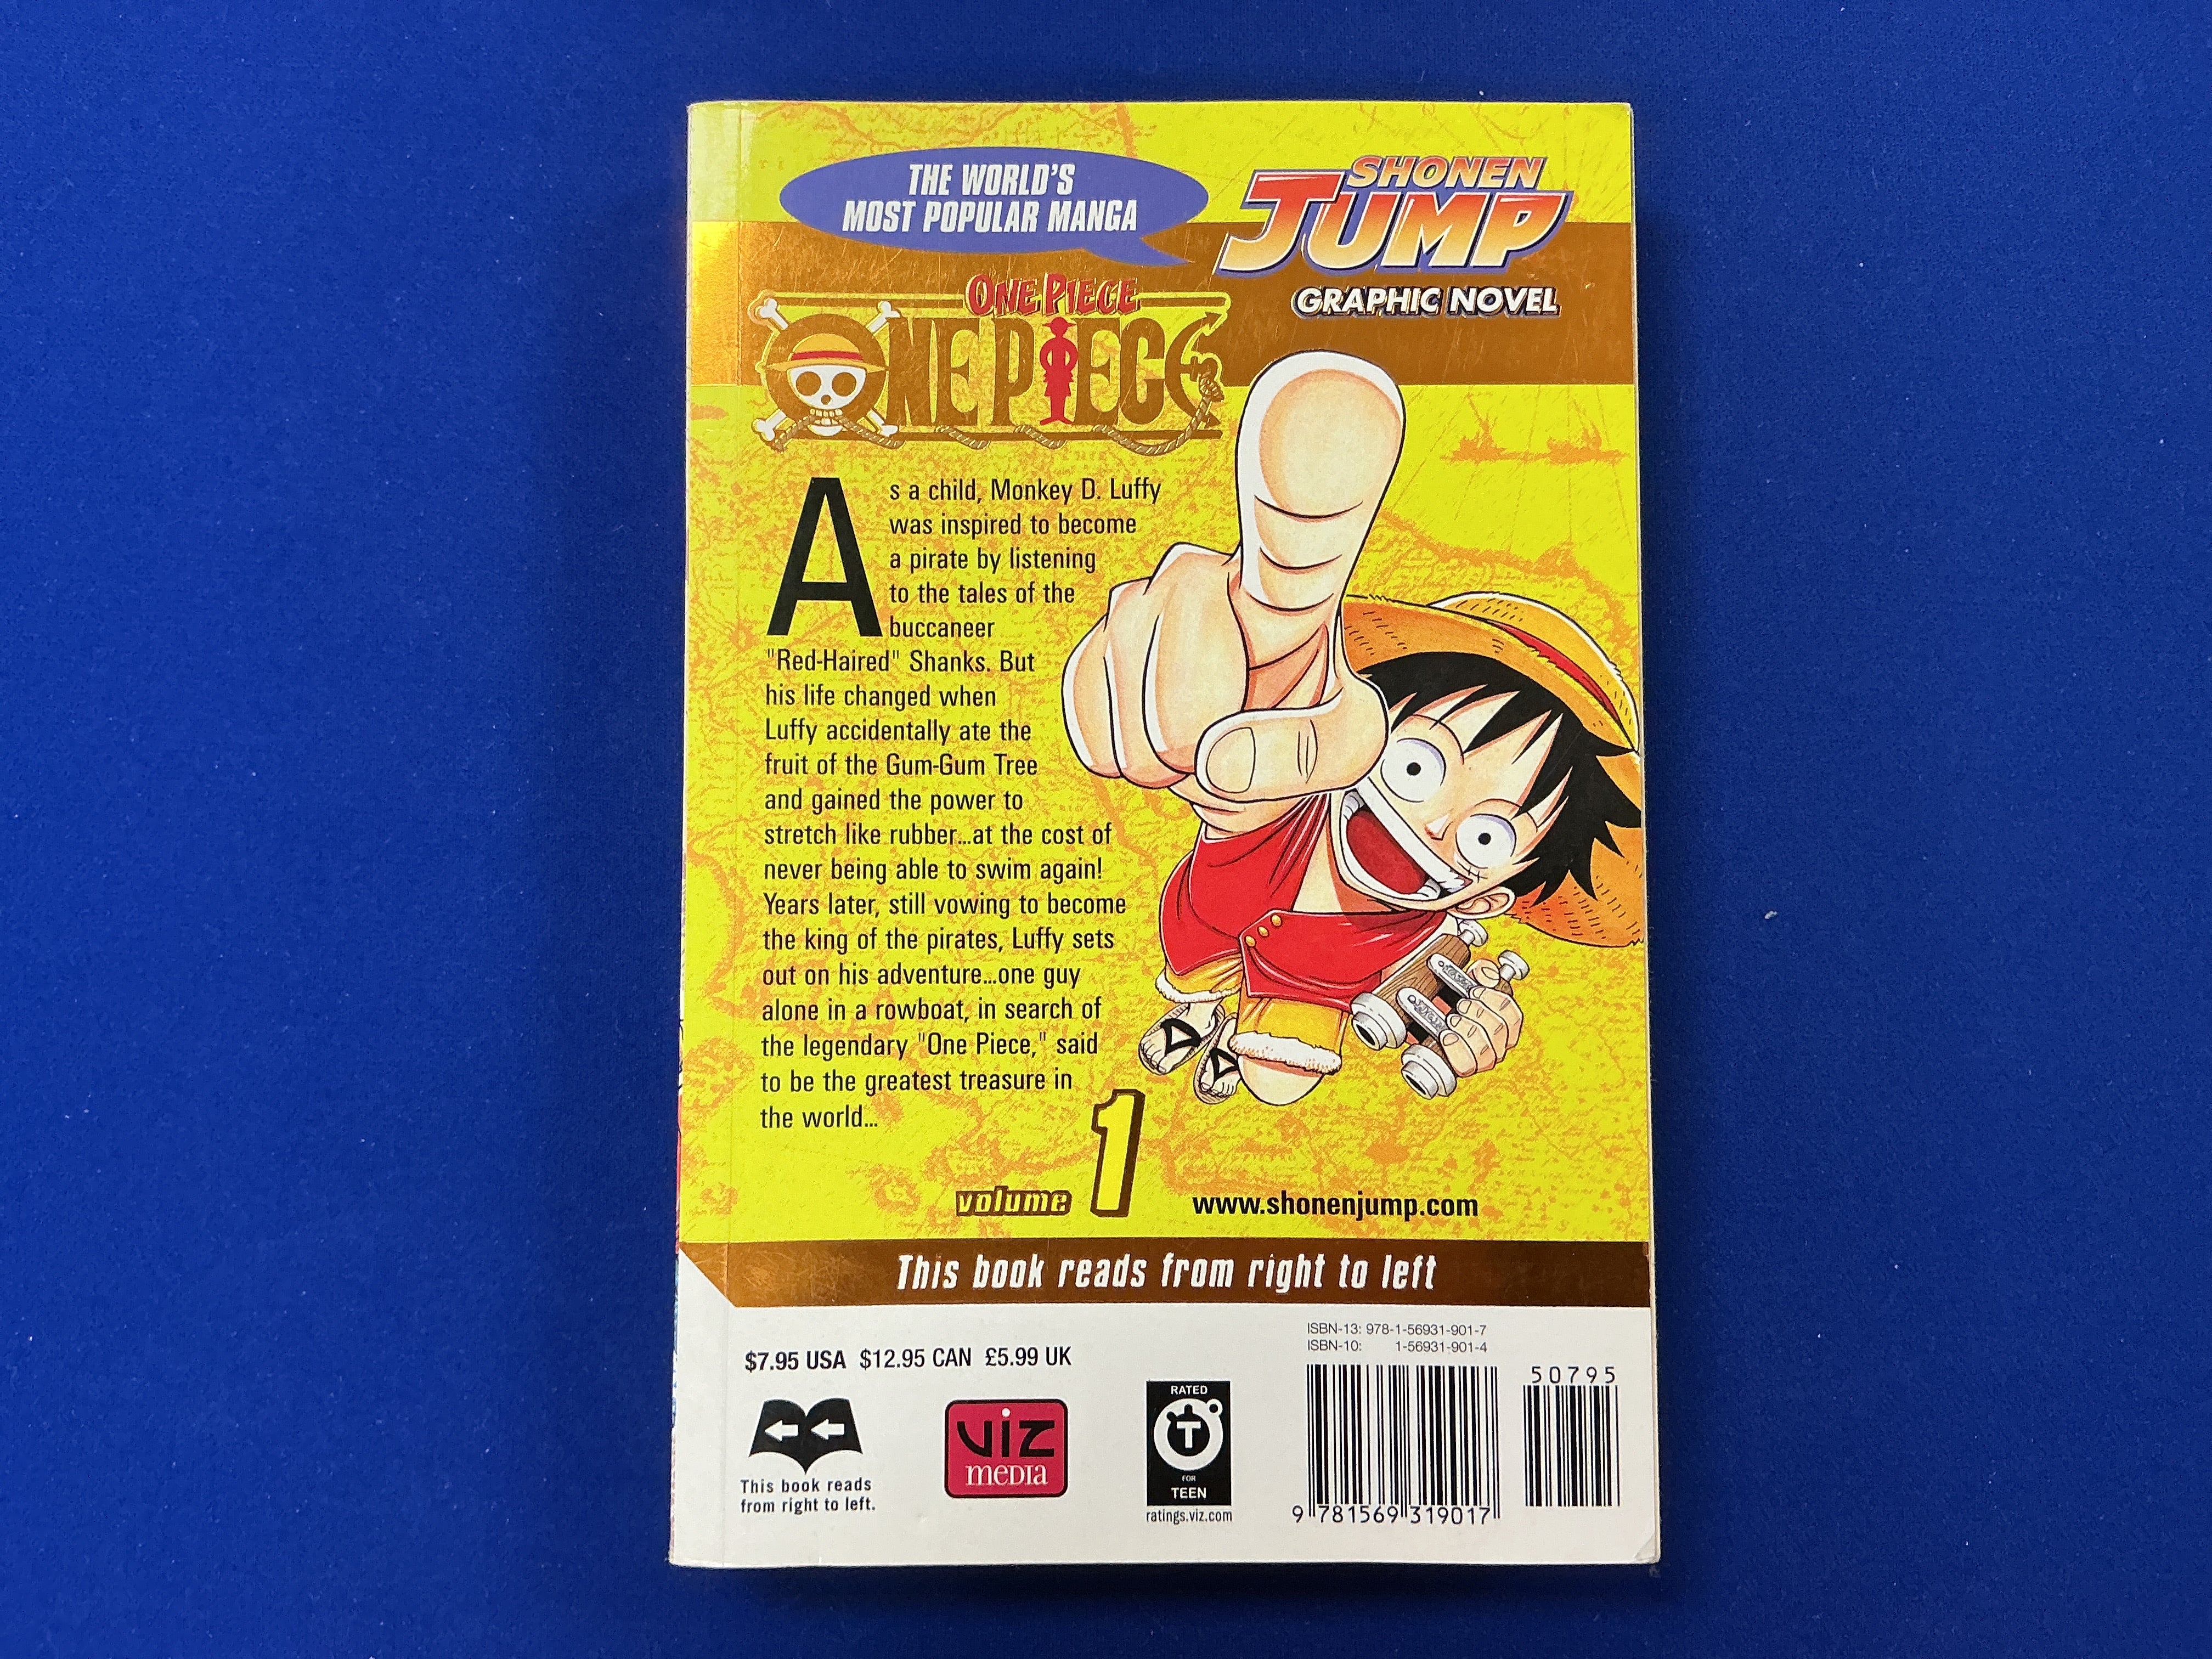 THE WORLD'S
MOST POPULAR MANGA
SHONEN
JUMP
GRAPHIC NOVEL
ONE PIECE
ONE PIECE
As a child, Monkey D. Luffy
was inspired to become
a pirate by listening
to the tales of the
buccaneer
"Red-Haired" Shanks. But
his life changed when
Luffy accidentally ate the
fruit of the Gum-Gum Tree
and gained the power to
stretch like rubber...at the cost of
never being able to swim again!
Years later, still vowing to become
the king of the pirates, Luffy sets
out on his adventure...one guy
alone in a rowboat, in search of
the legendary "One Piece," said
to be the greatest treasure in
the world...
volume 1
www.shonenjump.com
This book reads from right to left
$7.95 USA $12.95 CAN £5.99 UK
This book reads
from right to left.
VIZ
MEDIA
RATED
T
FOR
TEEN
ratings.viz.com
ISBN-13: 978-1-56931-901-7
ISBN-10: 1-56931-901-4
50795
9 781569 319017